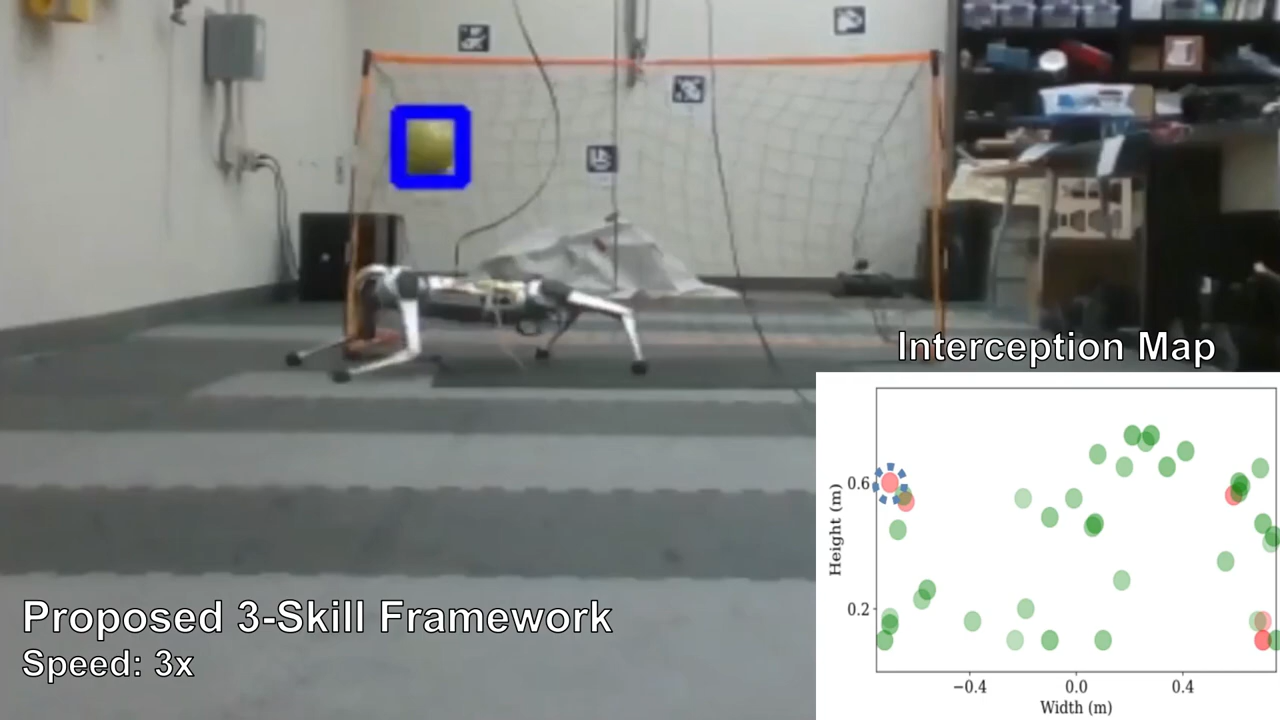 Interception Map
Height (m)
0.6
0.2
−0.4 0.0 0.4
Width (m)
Proposed 3-Skill Framework
Speed: 3x